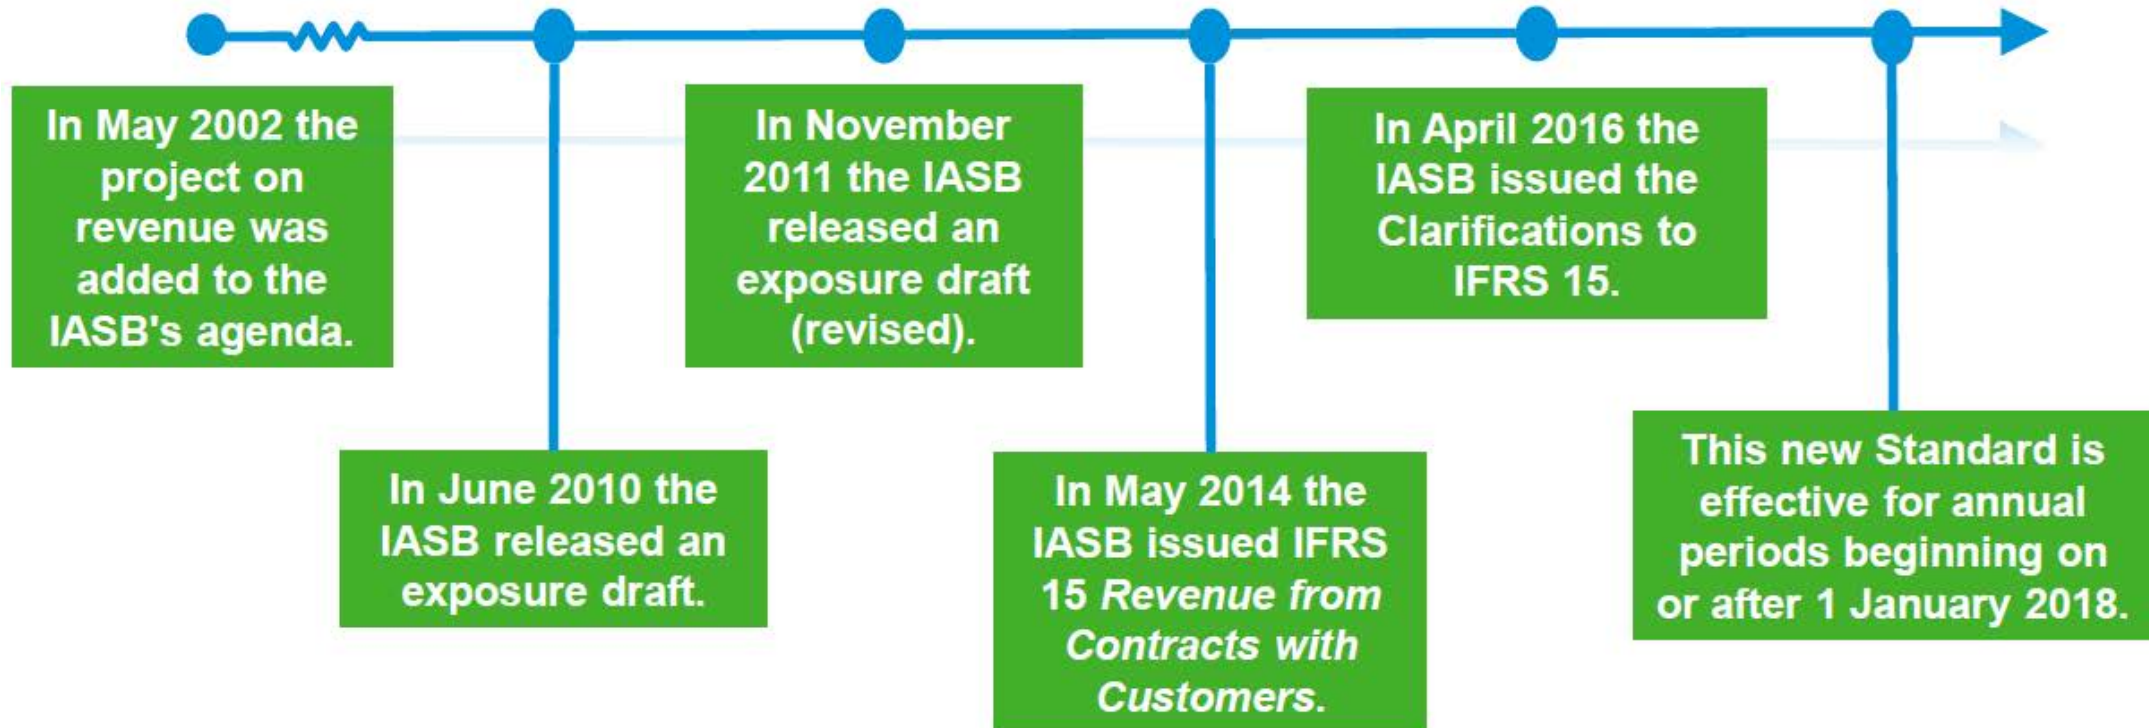 In May 2002 the
project on
revenue was
added to the
IASB's agenda.
In June 2010 the
IASB released an
exposure draft.
In November
2011 the IASB
released an
exposure draft
(revised).
In May 2014 the
IASB issued IFRS
15 Revenue from
Contracts with
Customers.
In April 2016 the
IASB issued the
Clarifications to
IFRS 15.
This new Standard is
effective for annual
periods beginning on
or after 1 January 2018.